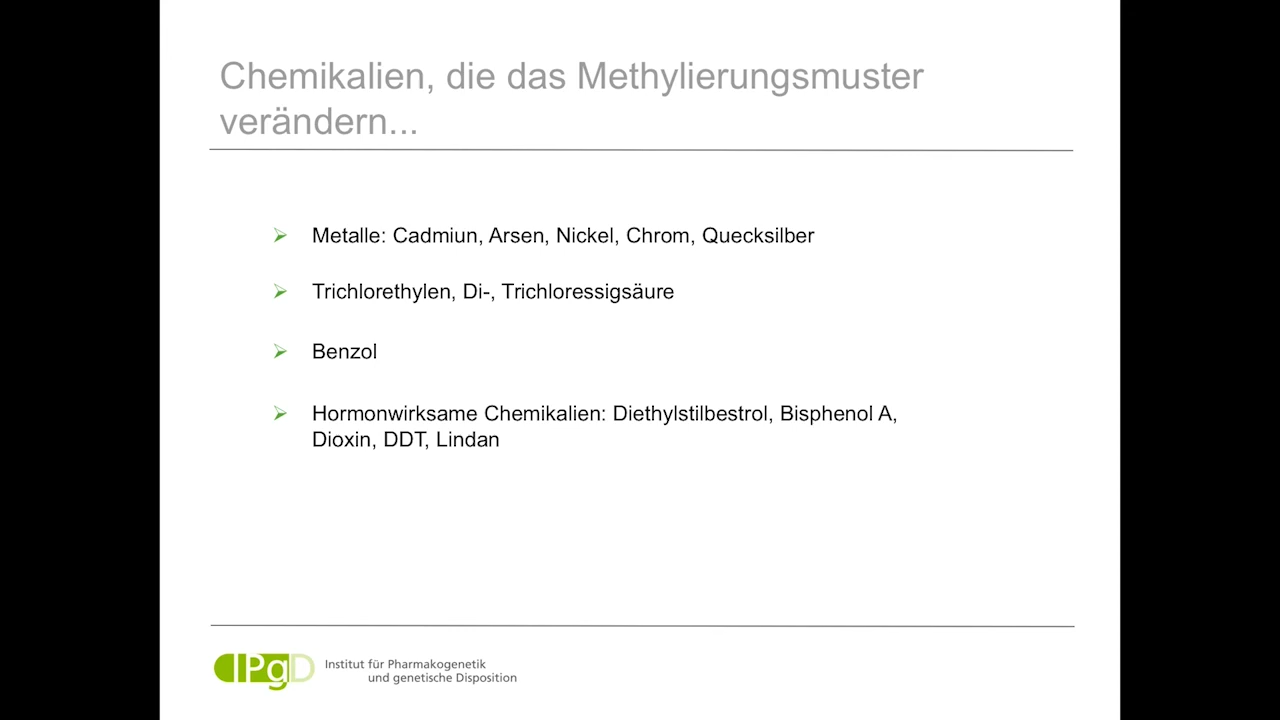 Chemikalien, die das Methylierungsmuster
verändern...
Metalle: Cadmiun, Arsen, Nickel, Chrom, Quecksilber
Trichlorethylen, Di-, Trichloressigsäure
Benzol
Hormonwirksame Chemikalien: Diethylstilbestrol, Bisphenol A,
Dioxin, DDT, Lindan
IPgD
Institut für Pharmakogenetik
und genetische Disposition